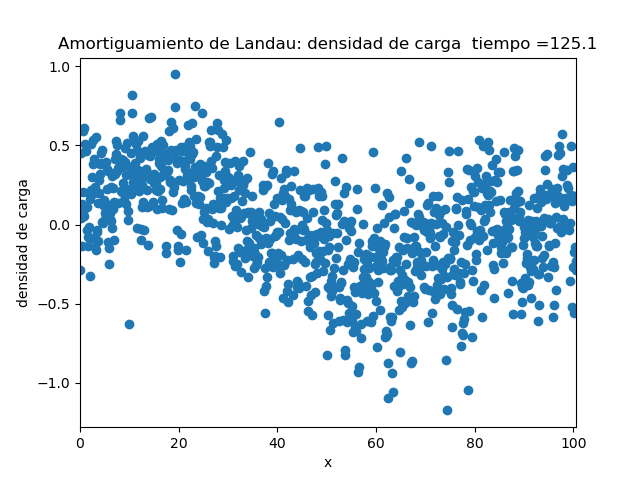 Amortiguamiento de Landau: densidad de carga  tiempo =125.1
1.0
0.5
0.0
−0.5
−1.0
densidad de carga
0 20 40 60 80 100
x